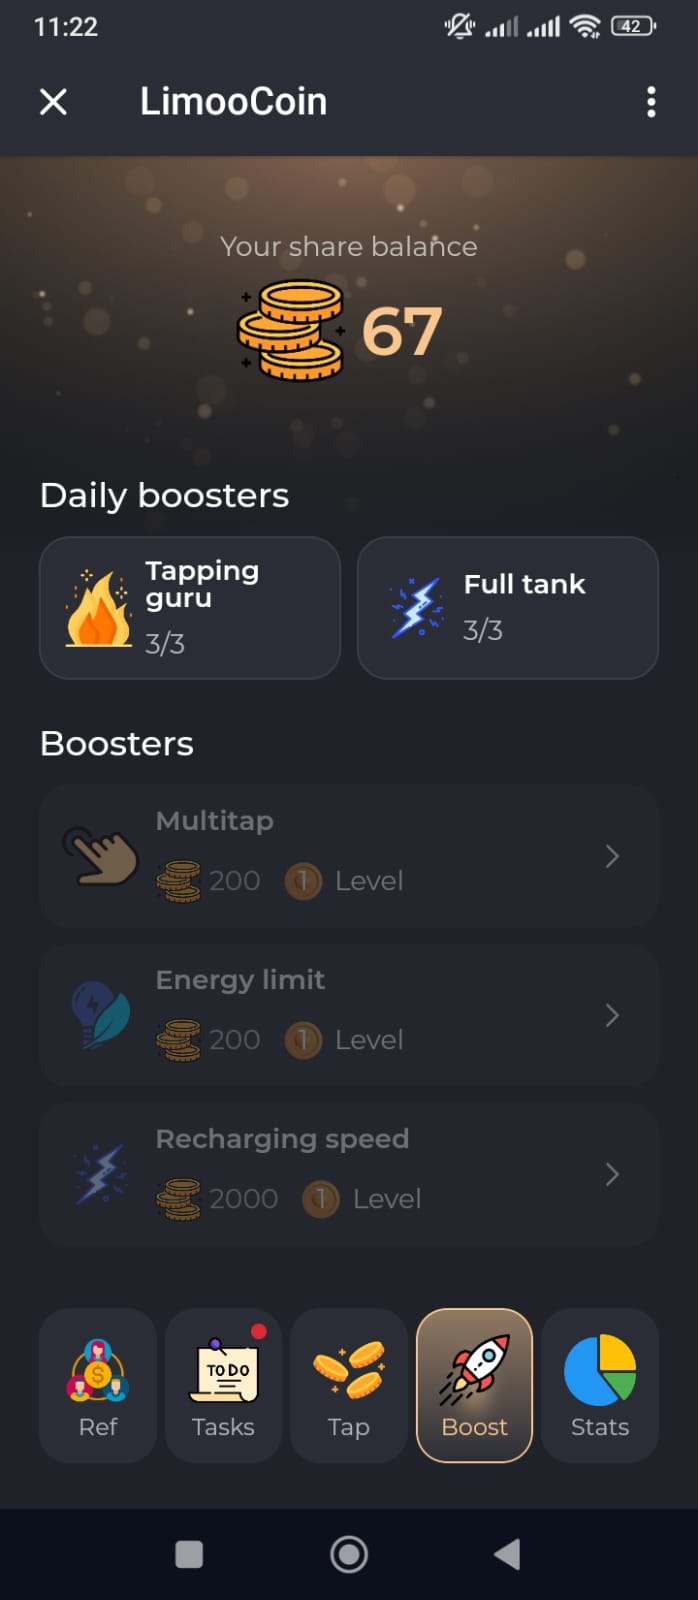 11:22
42
LimooCoin
Your share balance
67
Daily boosters
Tapping
guru
3/3
Full tank
3/3
Boosters
Multitap
200 1 Level
Energy limit
200 1 Level
Recharging speed
2000 1 Level
$
TO DO
Ref Tasks Tap Boost Stats